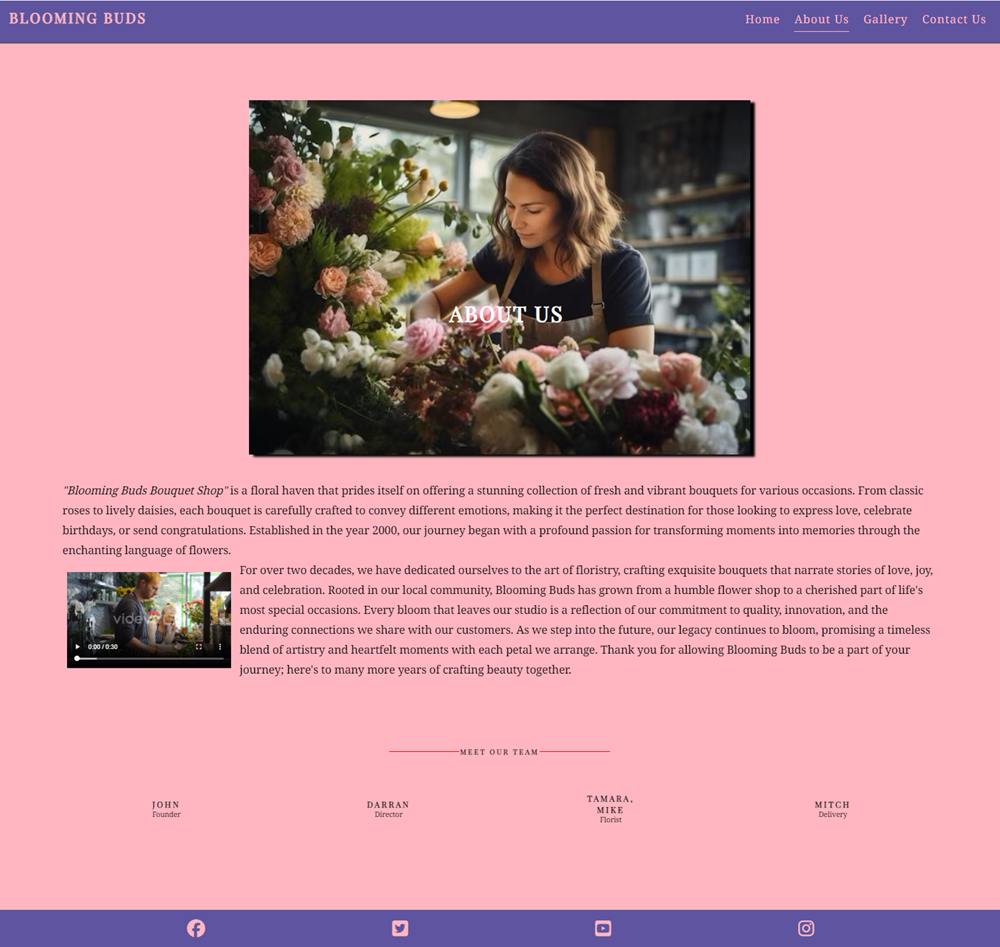 BLOOMING BUDS
Home About Us Gallery Contact Us
ABOUT US
"Blooming Buds Bouquet Shop" is a floral haven that prides itself on offering a stunning collection of fresh and vibrant bouquets for various occasions. From classic
roses to lively daisies, each bouquet is carefully crafted to convey different emotions, making it the perfect destination for those looking to express love, celebrate
birthdays, or send congratulations. Established in the year 2000, our journey began with a profound passion for transforming moments into memories through the
enchanting language of flowers.
For over two decades, we have dedicated ourselves to the art of floristry, crafting exquisite bouquets that narrate stories of love, joy,
and celebration. Rooted in our local community, Blooming Buds has grown from a humble flower shop to a cherished part of life's
most special occasions. Every bloom that leaves our studio is a reflection of our commitment to quality, innovation, and the
enduring connections we share with our customers. As we step into the future, our legacy continues to bloom, promising a timeless
blend of artistry and heartfelt moments with each petal we arrange. Thank you for allowing Blooming Buds to be a part of your
journey; here's to many more years of crafting beauty together.
0:00 / 0:30
MEET OUR TEAM
JOHN
Founder
DARRAN
Director
TAMARA,
MIKE
Florist
MITCH
Delivery